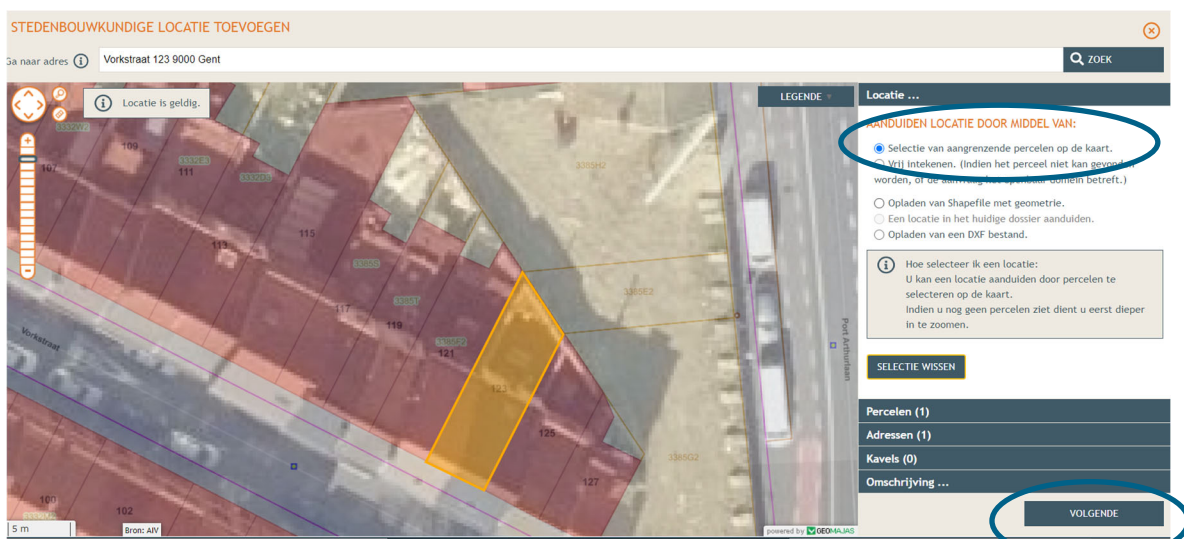 STEDENBOUWKUNDIGE LOCATIE TOEVOEGEN
Ga naar adres
Vorkstraat 123 9000 Gent
ZOEK
Locatie is geldig.
LEGENDE
109
107
111
113
115
117
119
121
123
125
127
100
102
3385H2
3385E2
3385G2
Vorkstraat
Port Arthurlaan
5 m
Bron: AIV
powered by GEOMAJAS
Locatie ...
AANDUIDEN LOCATIE DOOR MIDDEL VAN:
Selectie van aangrenzende percelen op de kaart.
Vrij intekenen. (Indien het perceel niet kan gevonden
worden, of de aanvraag het openbaar domein betreft.)
Opladen van Shapefile met geometrie.
Een locatie in het huidige dossier aanduiden.
Opladen van een DXF bestand.
Hoe selecteer ik een locatie:
U kan een locatie aanduiden door percelen te
selecteren op de kaart.
Indien u nog geen percelen ziet dient u eerst dieper
in te zoomen.
SELECTIE WISSEN
Percelen (1)
Adressen (1)
Kavels (0)
Omschrijving ...
VOLGENDE